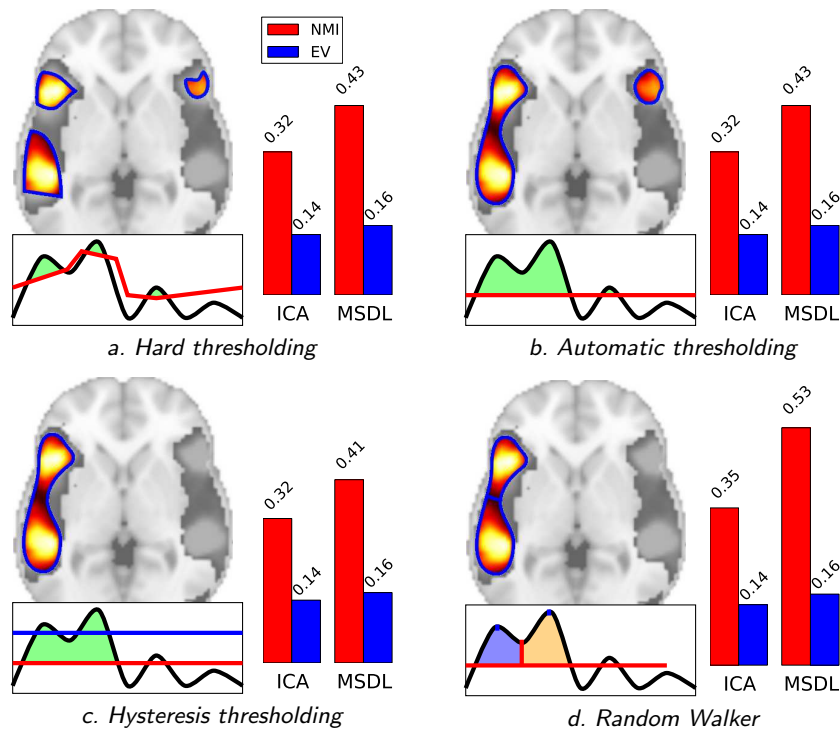 NMI
EV
0.32
0.14
0.43
0.16
ICA
MSDL
a. Hard thresholding
0.32
0.14
0.43
0.16
ICA
MSDL
b. Automatic thresholding
0.32
0.14
0.41
0.16
ICA
MSDL
c. Hysteresis thresholding
0.35
0.14
0.53
0.16
ICA
MSDL
d. Random Walker